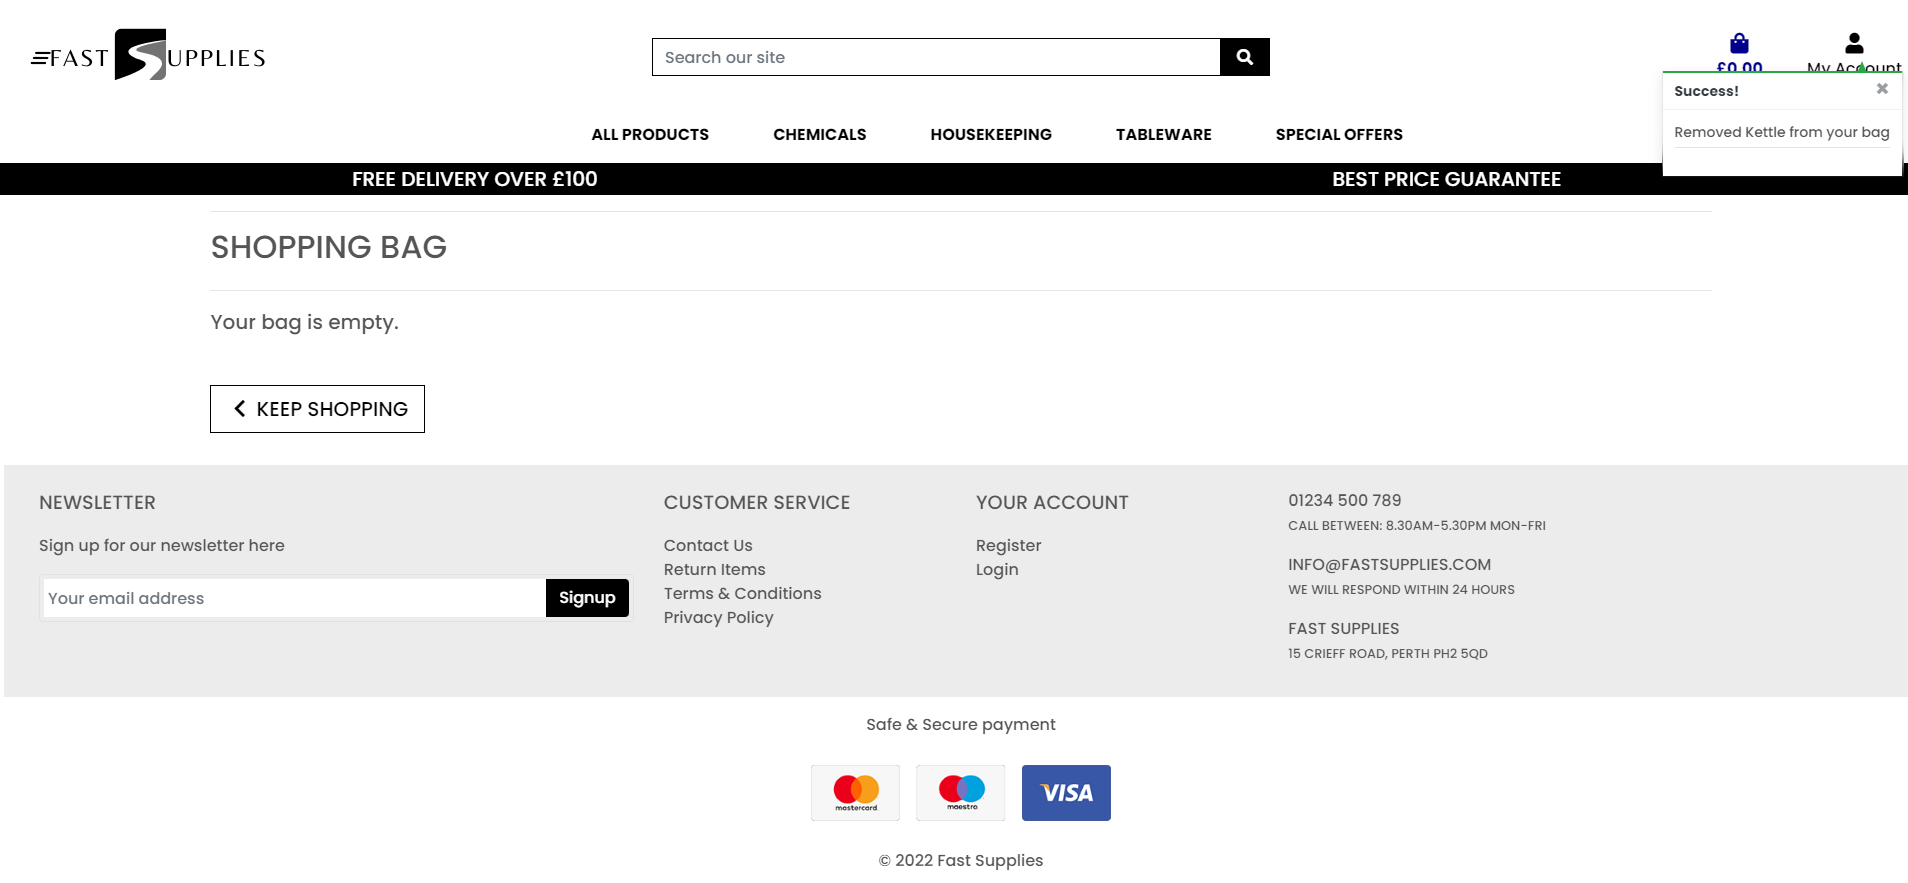 FAST SUPPLIES
Search our site
£0.00
My Account
Success!
Removed Kettle from your bag
ALL PRODUCTS CHEMICALS HOUSEKEEPING TABLEWARE SPECIAL OFFERS
FREE DELIVERY OVER £100 BEST PRICE GUARANTEE
SHOPPING BAG
Your bag is empty.
KEEP SHOPPING
NEWSLETTER
Sign up for our newsletter here
Your email address
Signup
CUSTOMER SERVICE
Contact Us
Return Items
Terms & Conditions
Privacy Policy
YOUR ACCOUNT
Register
Login
01234 500 789
CALL BETWEEN: 8.30AM-5.30PM MON-FRI
INFO@FASTSUPPLIES.COM
WE WILL RESPOND WITHIN 24 HOURS
FAST SUPPLIES
15 CRIEFF ROAD, PERTH PH2 5QD
Safe & Secure payment
mastercard.
maestro
VISA
© 2022 Fast Supplies